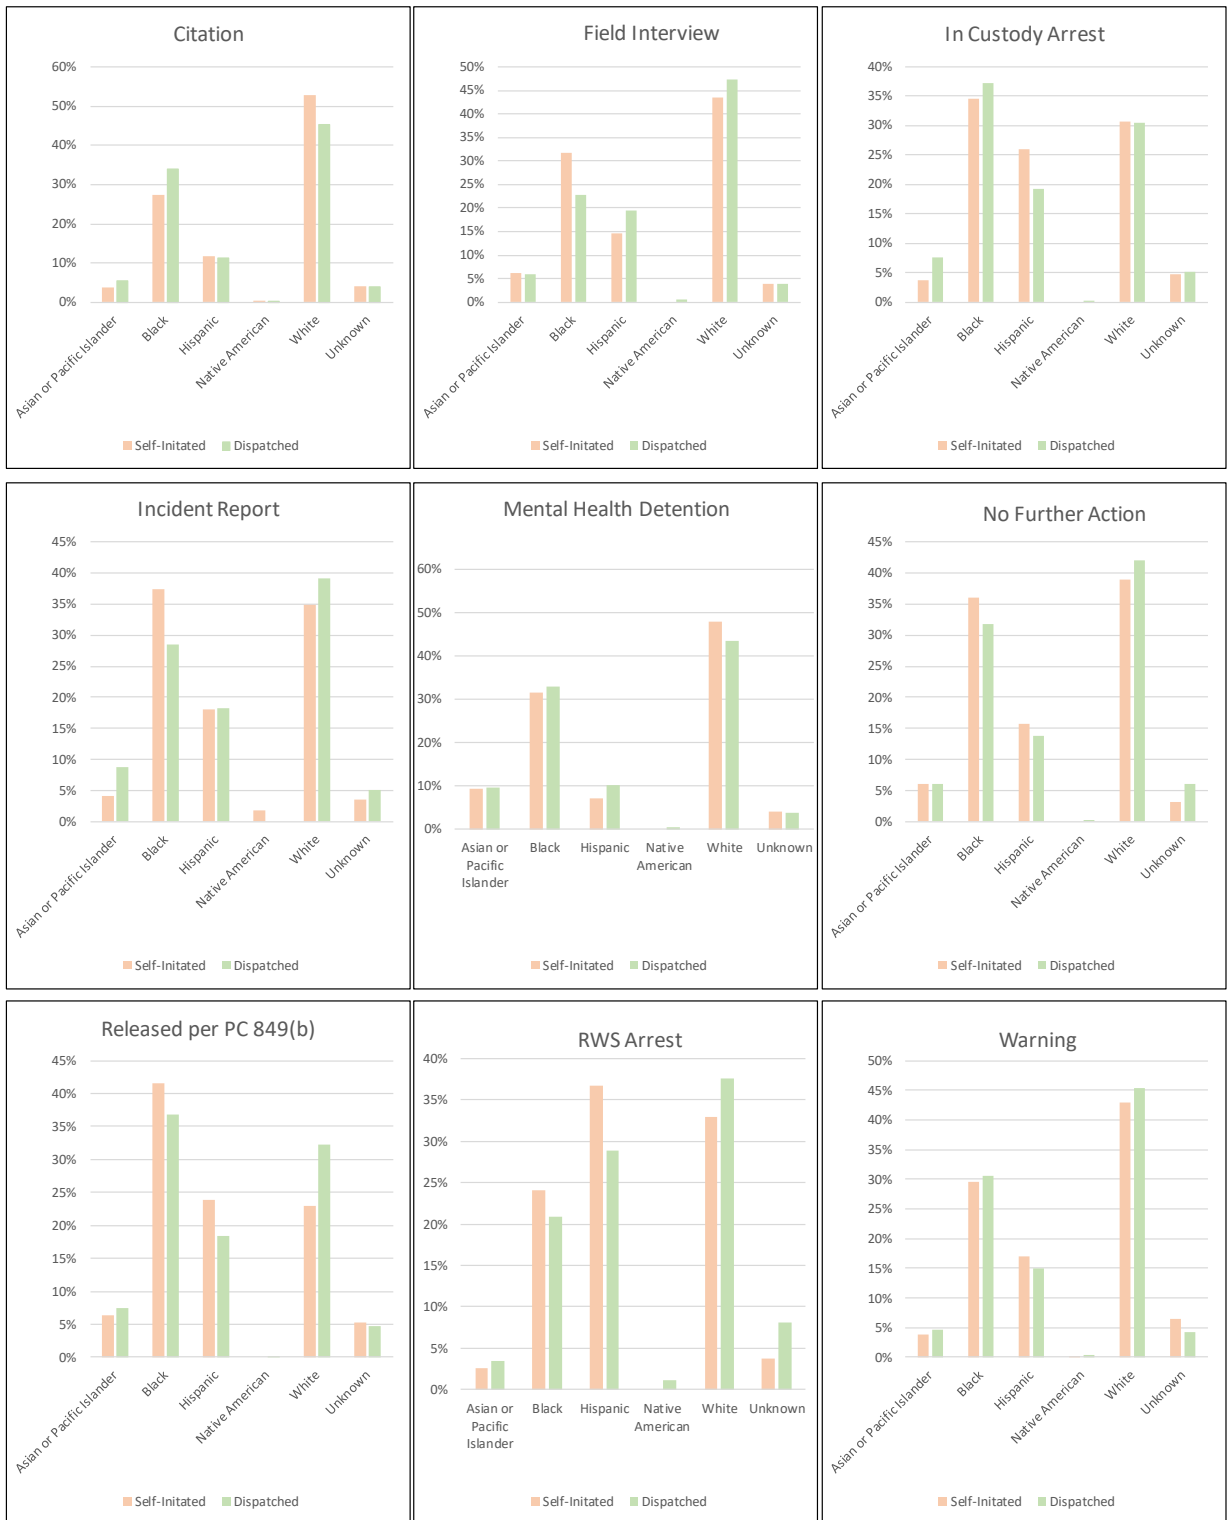 Citation
60%
50%
40%
30%
20%
10%
0%
Asian or Pacific Islander
Black
Hispanic
Native American
White
Unknown
Self-Initated
Dispatched
Field Interview
50%
45%
40%
35%
30%
25%
20%
15%
10%
5%
0%
Asian or Pacific Islander
Black
Hispanic
Native American
White
Unknown
Self-Initated
Dispatched
In Custody Arrest
40%
35%
30%
25%
20%
15%
10%
5%
0%
Asian or Pacific Islander
Black
Hispanic
Native American
White
Unknown
Self-Initated
Dispatched
Incident Report
45%
40%
35%
30%
25%
20%
15%
10%
5%
0%
Asian or Pacific Islander
Black
Hispanic
Native American
White
Unknown
Self-Initated
Dispatched
Mental Health Detention
60%
50%
40%
30%
20%
10%
0%
Asian or
Pacific
Islander
Black
Hispanic
Native
American
White
Unknown
Self-Initated
Dispatched
No Further Action
45%
40%
35%
30%
25%
20%
15%
10%
5%
0%
Asian or Pacific Islander
Black
Hispanic
Native American
White
Unknown
Self-Initated
Dispatched
Released per PC 849(b)
45%
40%
35%
30%
25%
20%
15%
10%
5%
0%
Asian or Pacific Islander
Black
Hispanic
Native American
White
Unknown
Self-Initated
Dispatched
RWS Arrest
40%
35%
30%
25%
20%
15%
10%
5%
0%
Asian or
Pacific
Islander
Black
Hispanic
Native
American
White
Unknown
Self-Initated
Dispatched
Warning
50%
45%
40%
35%
30%
25%
20%
15%
10%
5%
0%
Asian or Pacific Islander
Black
Hispanic
Native American
White
Unknown
Self-Initated
Dispatched